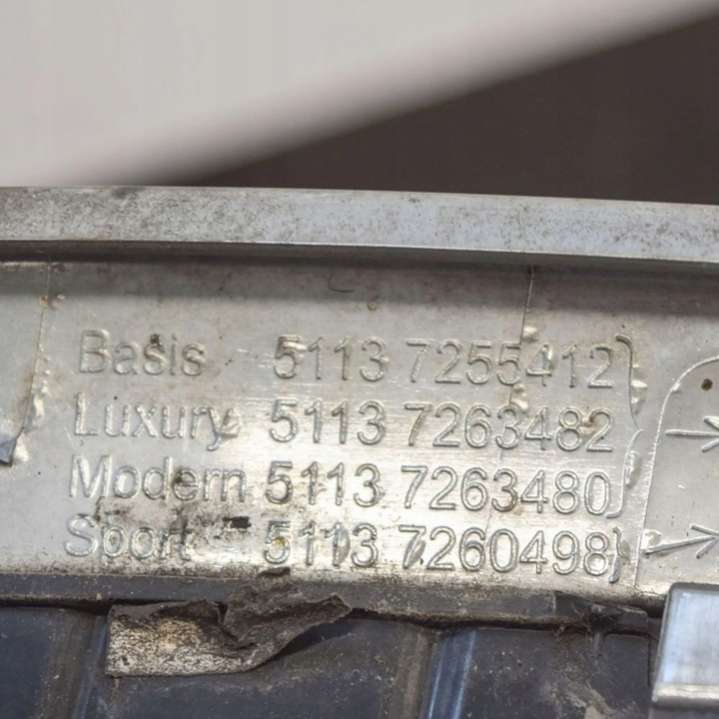 Basis 5113 7255412
Luxury 5113 7263482
Modern 5113 7263480
Sport 5113 7260498